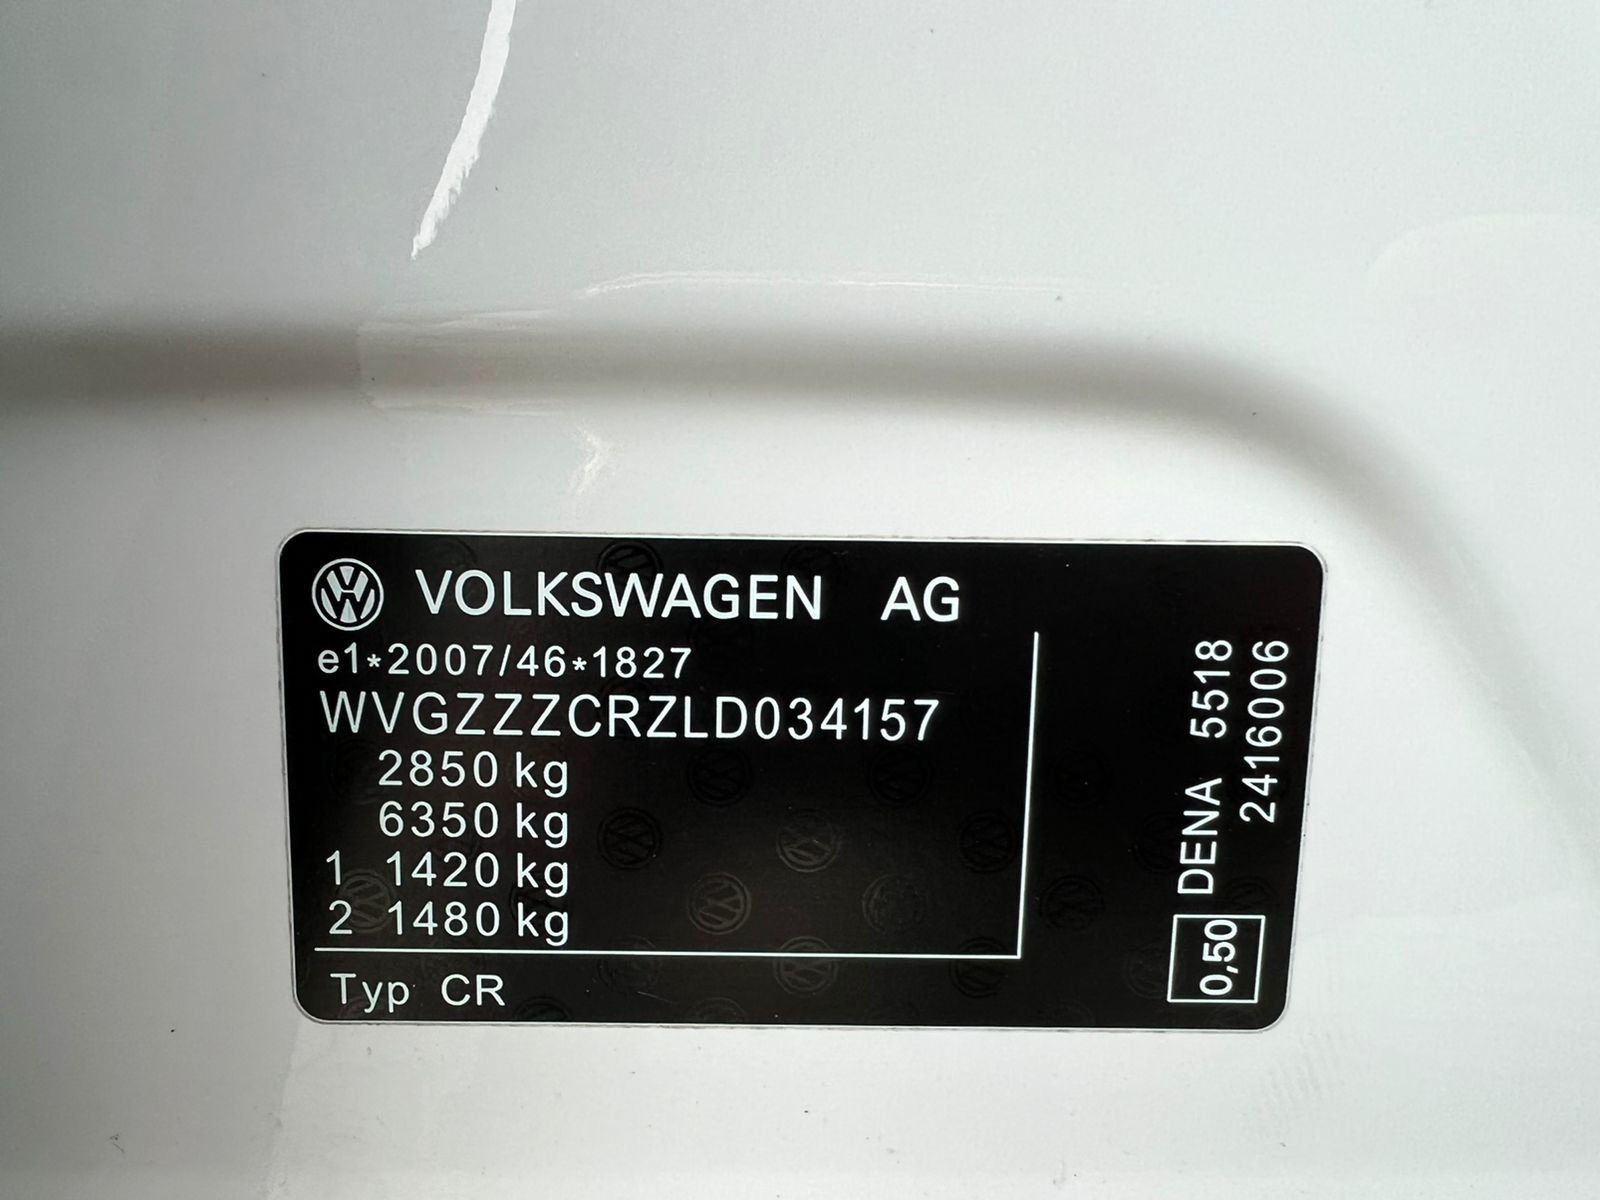 VOLKSWAGEN AG
e1*2007/46*1827
WVGZZZCRZLD034157
2850 kg
6350 kg
1 1420 kg
2 1480 kg
Typ CR
0,50 DENA 5518
24160006